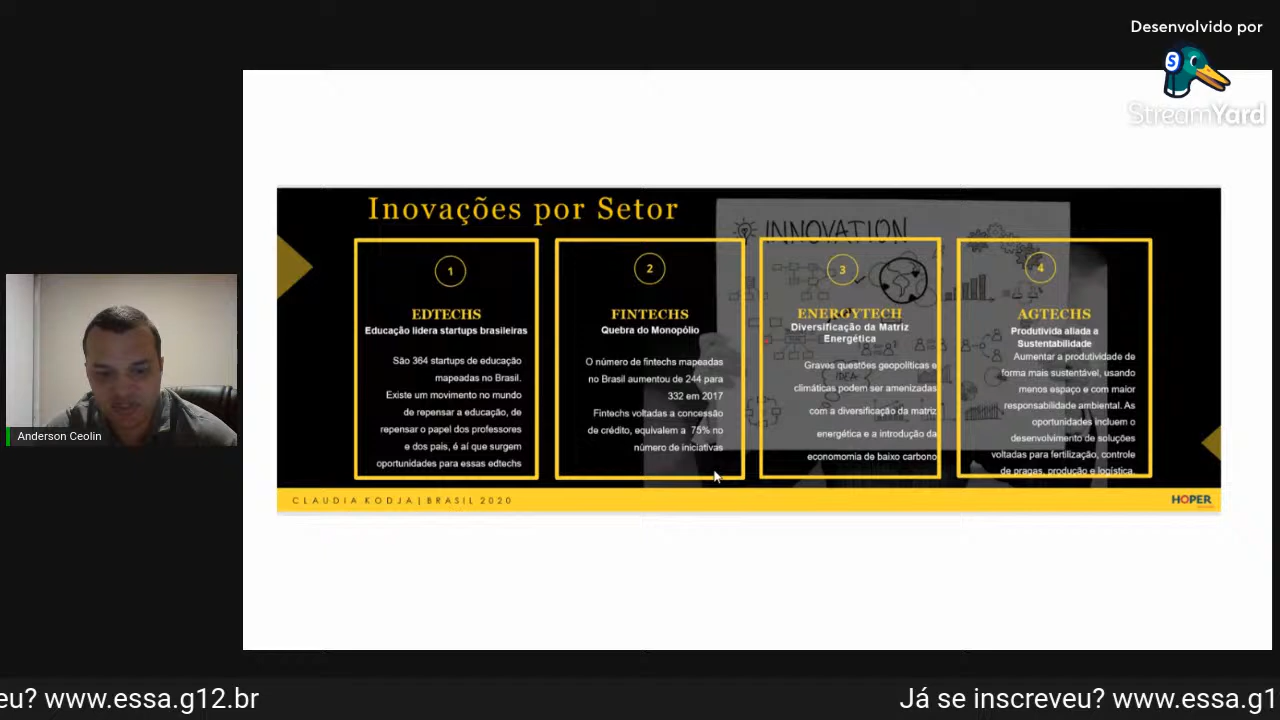 Desenvolvido por
StreamYard
Inovações por Setor
INNOVATION
1
EDTECHS
Educação lidera startups brasileiras
São 364 startups de educação
mapeadas no Brasil.
Existe um movimento no mundo
de repensar a educação, de
repensar o papel dos professores
e dos pais, é aí que surgem
oportunidades para essas edtechs
2
FINTECHS
Quebra do Monopólio
O número de fintechs mapeadas
no Brasil aumentou de 244 para
332 em 2017
Fintechs voltadas a concessão
de crédito, equivalem a 75% no
número de iniciativas
3
ENERGYTECH
Diversificação da Matriz
Energética
Graves questões geopolíticas e
climáticas podem ser amenizadas
com a diversificação da matriz
energética e a introdução da
econonomia de baixo carbono
IDEA
4
AGTECHS
Produtivida aliada a
Sustentabilidade
Aumentar a produtividade de
forma mais sustentável, usando
menos espaço e com maior
responsabilidade ambiental. As
oportunidades incluem o
desenvolvimento de soluções
voltadas para fertilização, controle
de pragas, produção e logística.
CLAUDIA KODJA | BRASIL 2020
HOPER
Anderson Ceolin
eu? www.essa.g12.br
Já se inscreveu? www.essa.g1